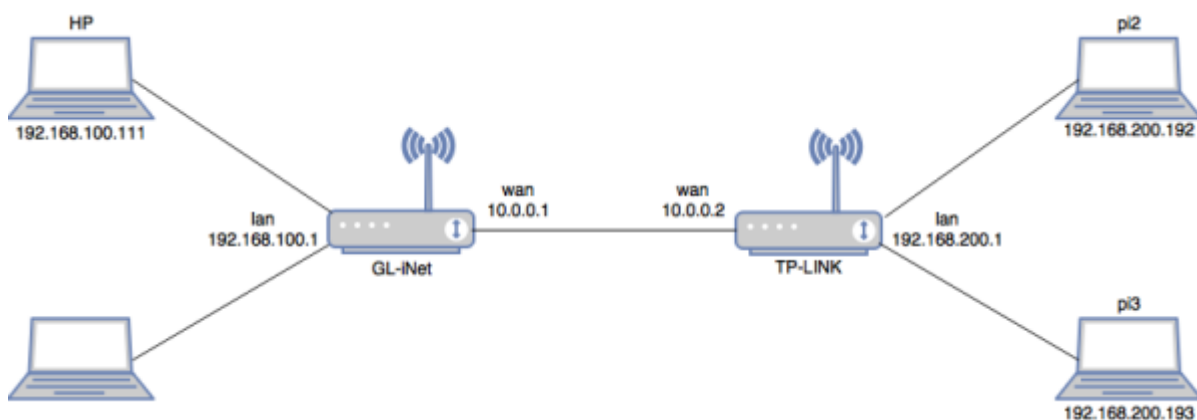 HP
192.168.100.111
pi2
192.168.200.192
wan
10.0.0.1
wan
10.0.0.2
lan
192.168.100.1
lan
192.168.200.1
GL-iNet
TP-LINK
pi3
192.168.200.193